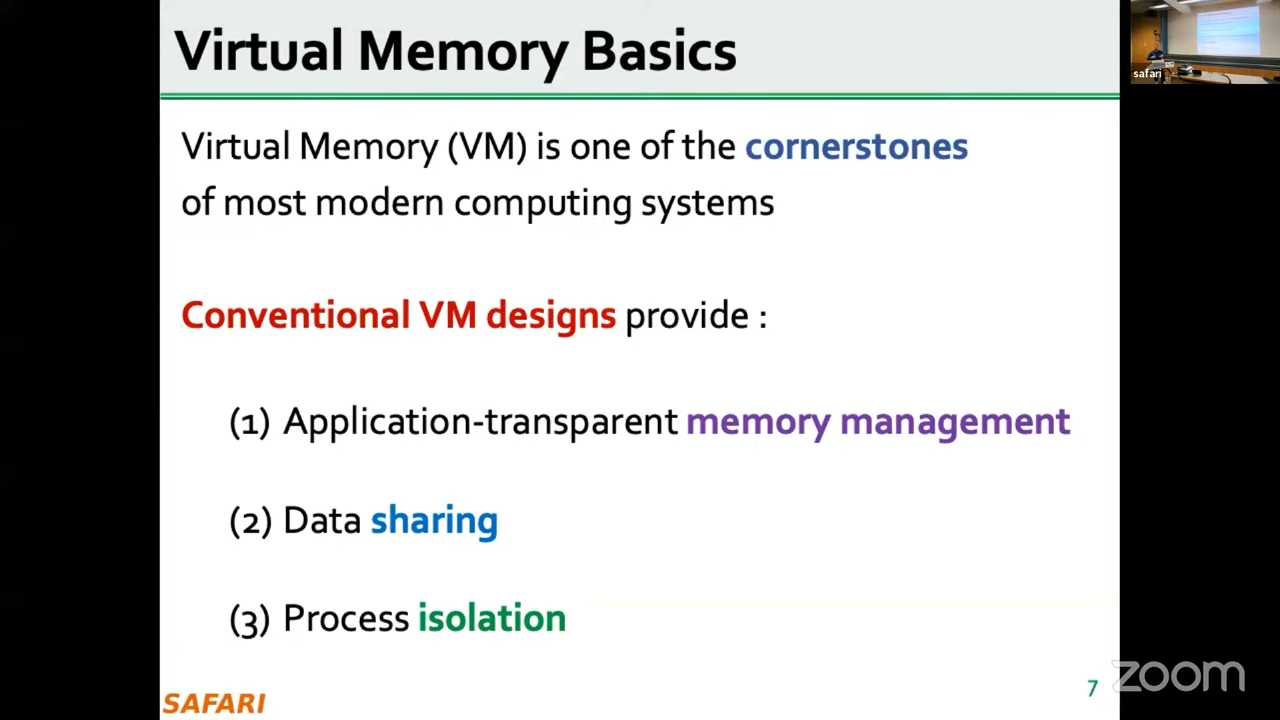 Virtual Memory Basics
safari
Virtual Memory (VM) is one of the cornerstones
of most modern computing systems
Conventional VM designs provide :
(1) Application-transparent memory management
(2) Data sharing
(3) Process isolation
SAFARI
7
zoom